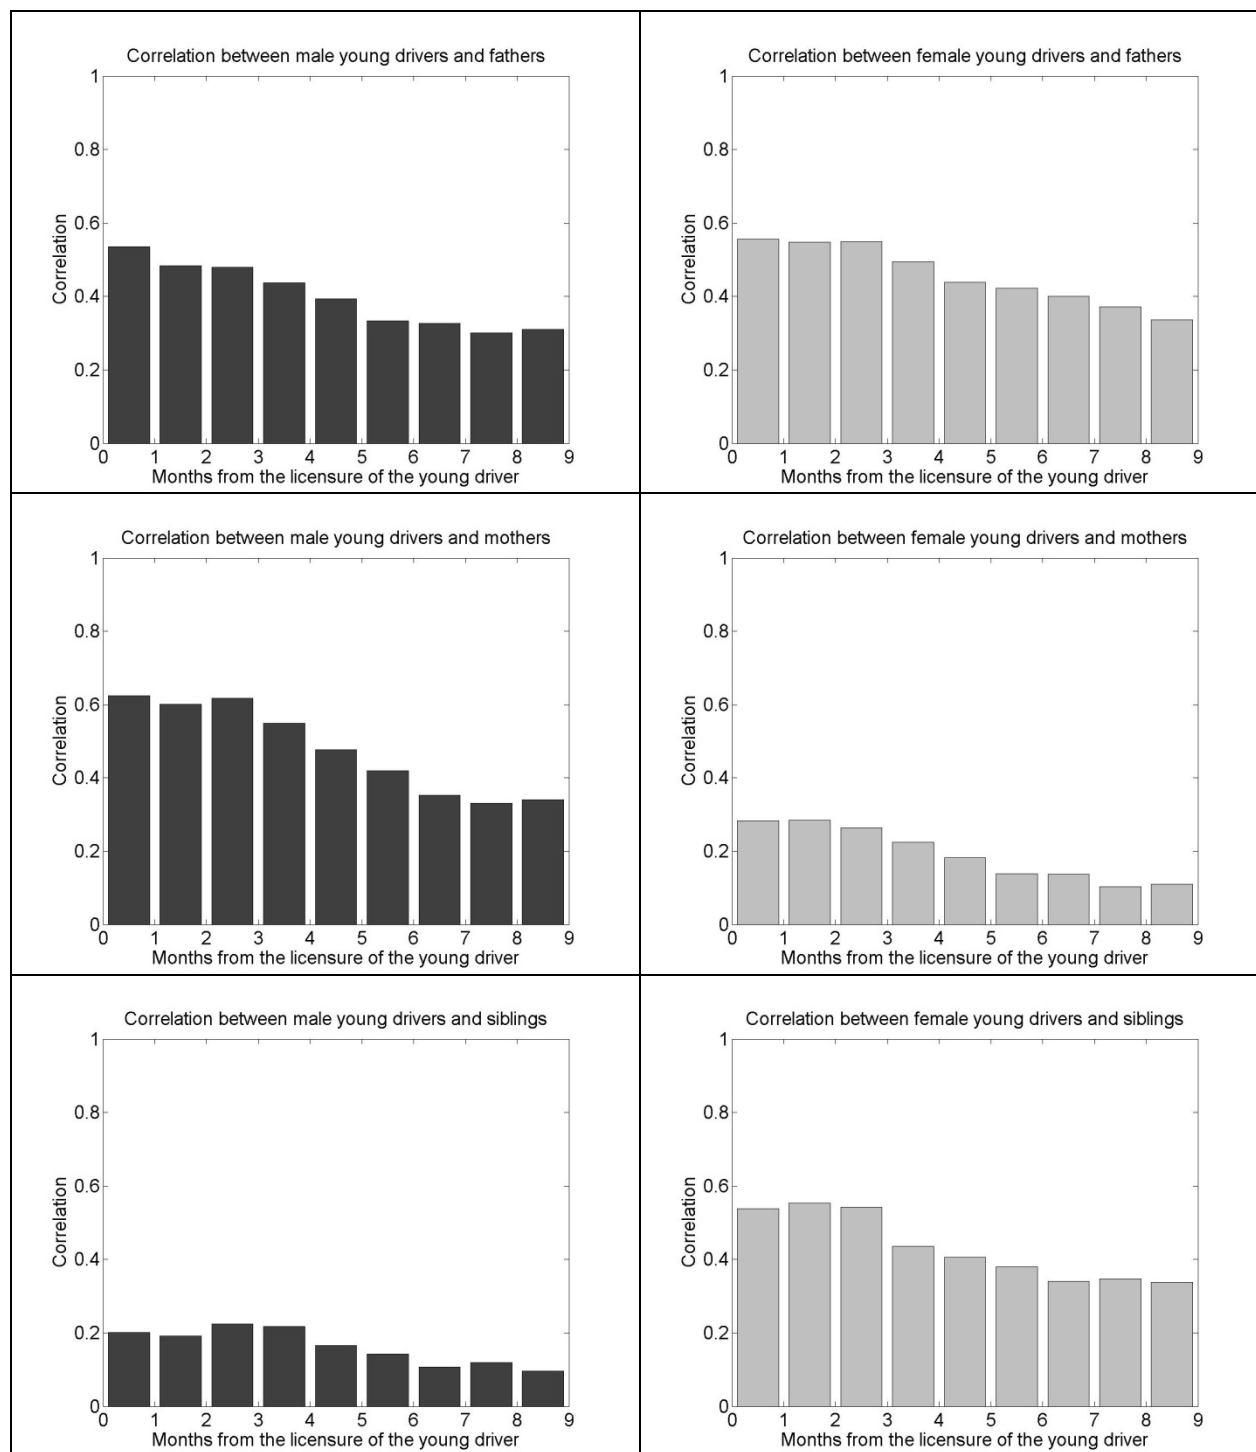 Correlation between male young drivers and fathers
1
0.8
0.6
0.4
0.2
0
Correlation
0 1 2 3 4 5 6 7 8 9
Months from the licensure of the young driver
Correlation between female young drivers and fathers
1
0.8
0.6
0.4
0.2
0
Correlation
0 1 2 3 4 5 6 7 8 9
Months from the licensure of the young driver
Correlation between male young drivers and mothers
1
0.8
0.6
0.4
0.2
0
Correlation
0 1 2 3 4 5 6 7 8 9
Months from the licensure of the young driver
Correlation between female young drivers and mothers
1
0.8
0.6
0.4
0.2
0
Correlation
0 1 2 3 4 5 6 7 8 9
Months from the licensure of the young driver
Correlation between male young drivers and siblings
1
0.8
0.6
0.4
0.2
0
Correlation
0 1 2 3 4 5 6 7 8 9
Months from the licensure of the young driver
Correlation between female young drivers and siblings
1
0.8
0.6
0.4
0.2
0
Correlation
0 1 2 3 4 5 6 7 8 9
Months from the licensure of the young driver